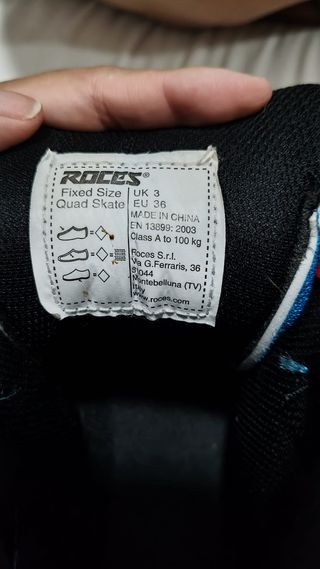 ROCES®
Fixed Size
Quad Skate
UK 3
EU 36
MADE IN CHINA
EN 13899: 2003
Class A to 100 kg
Roces S.r.l.
Via G.Ferraris, 36
31044
Montebelluna (TV)
Italy
www.roces.com